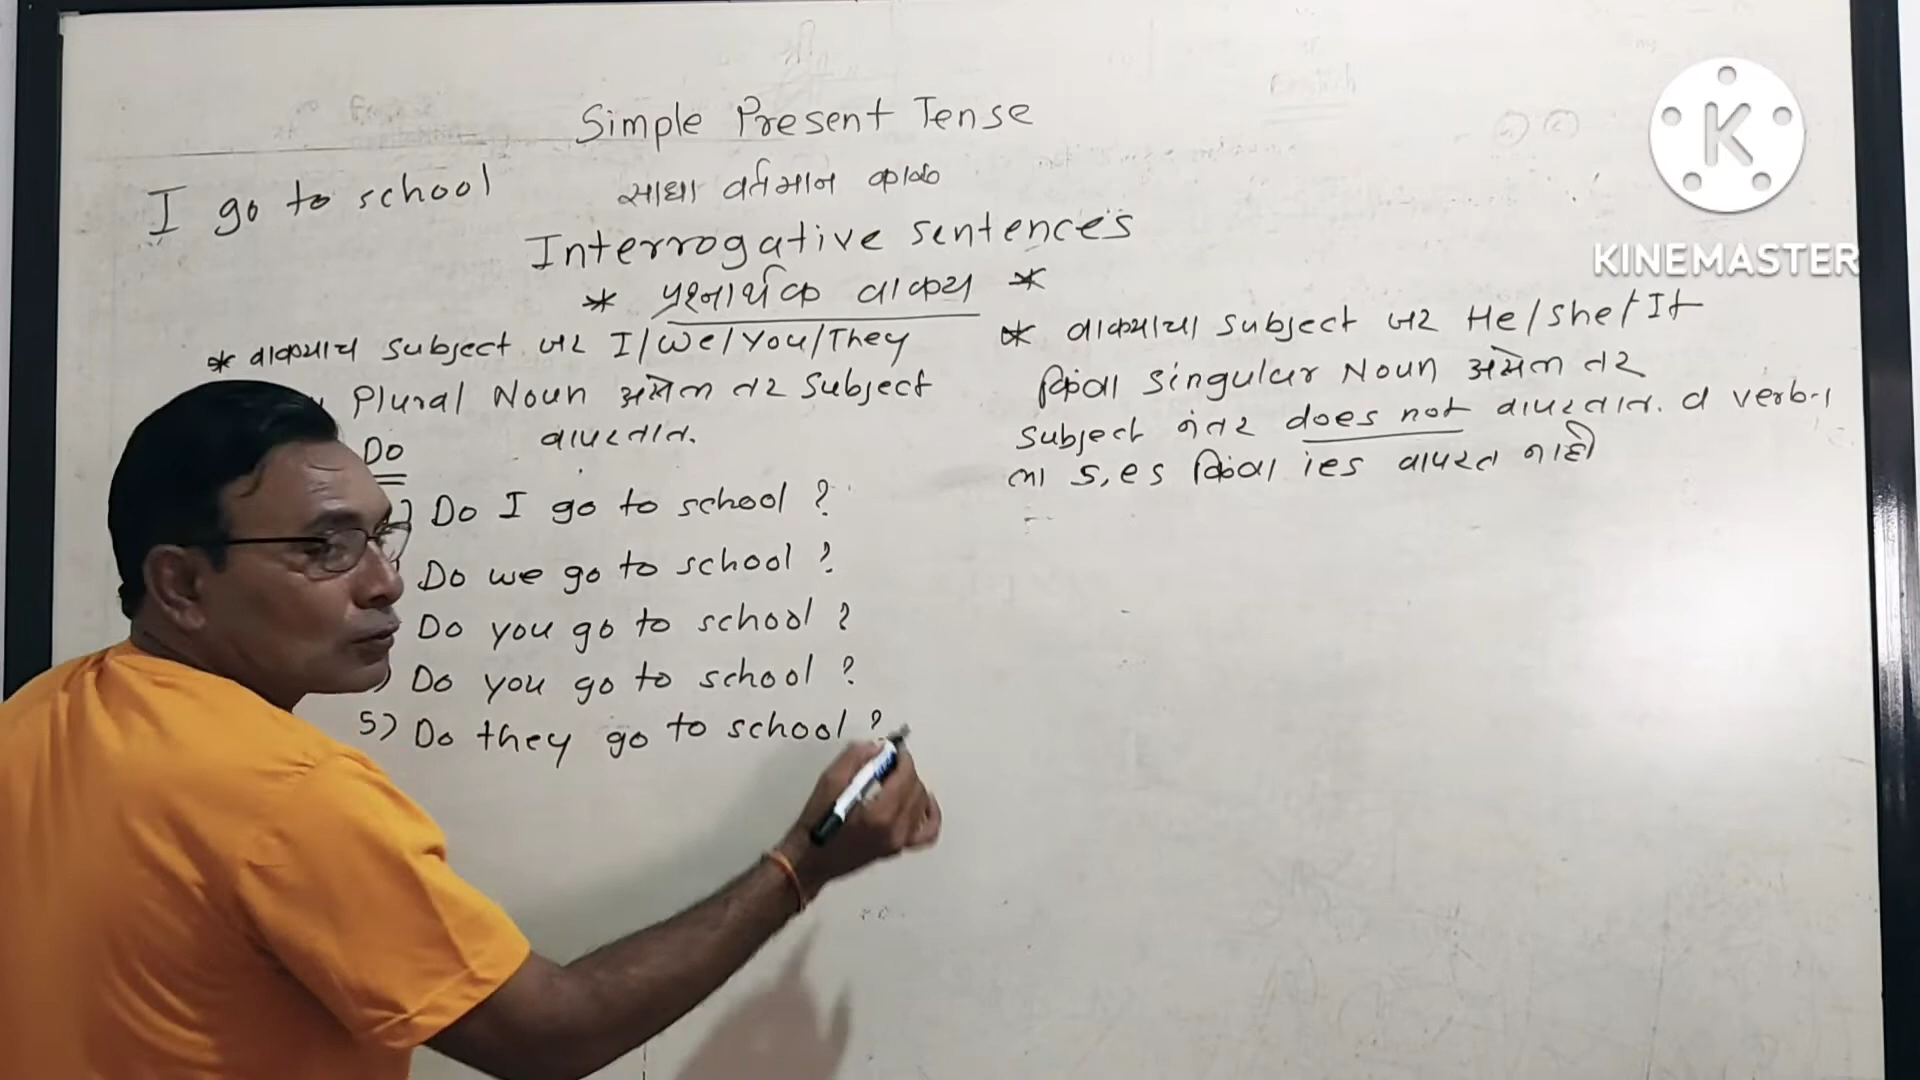 Simple Present Tense
I go to school
साधा वर्तमान काळ
Interrogative sentences
* प्रश्नार्थक वाक्य *
* वाक्याचा subject जर I/We/You/They
Plural Noun असेल तर Subject
Do वापरतात.
Do I go to school ?
Do we go to school ?
Do you go to school ?
Do you go to school ?
5) Do they go to school ?
* वाक्याचा subject जर He/She/It
किंवा singular Noun असेल तर
subject नंतर does not वापरतात. व verb-1
ला s, es किंवा ies वापरत नाही
KINEMASTER